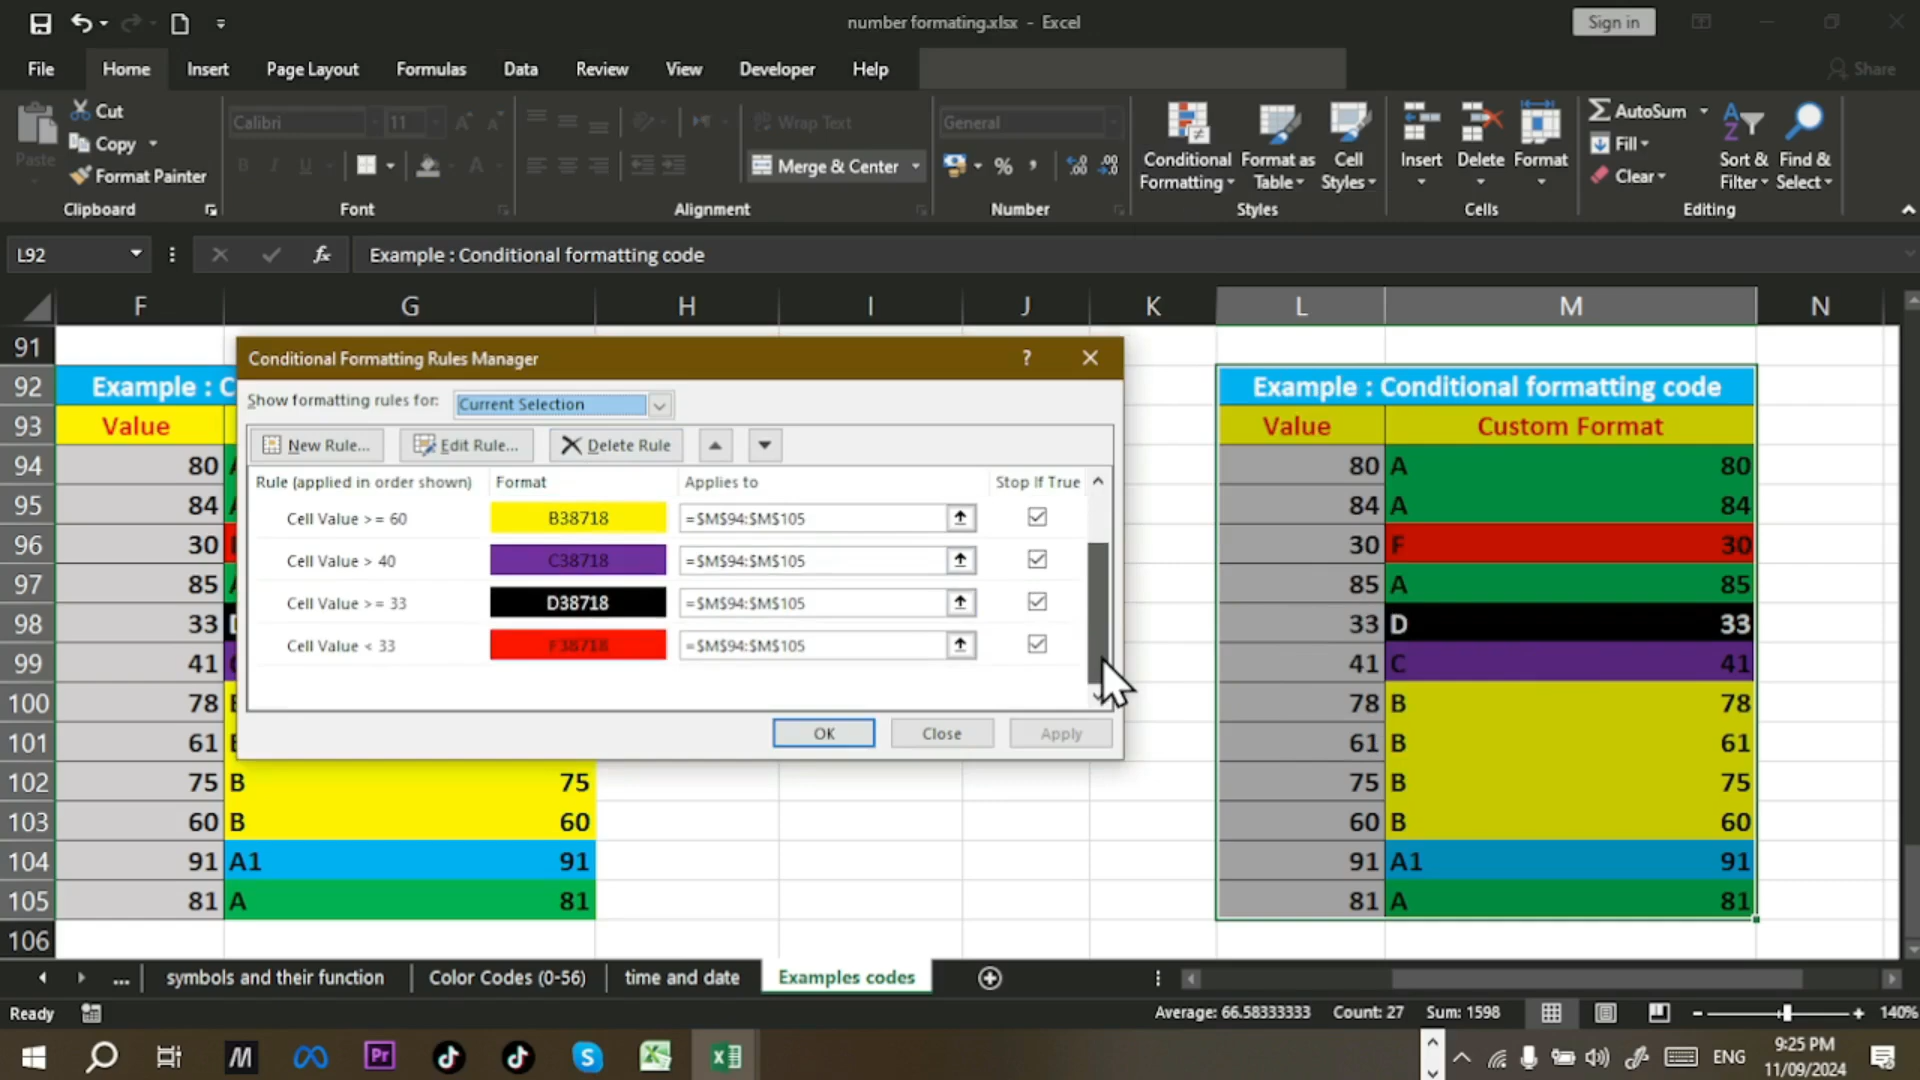 number formating.xlsx - Excel
Sign in
File Home Insert Page Layout Formulas Data Review View Developer Help
Share
Paste
Cut
Copy
Format Painter
Clipboard
Calibri 11
B I U
Font
Wrap Text
Merge & Center
Alignment
General
Number
Conditional Formatting
Format as Table
Cell Styles
Styles
Insert Delete Format
Cells
AutoSum
Fill
Clear
Sort & Filter
Find & Select
Editing
L92 fx Example : Conditional formatting code
F G H I J K L M N
91
92 Example : C
93 Value
94 80
95 84
96 30
97 85
98 33
99 41
100 78
101 61
102 75 B 75
103 60 B 60
104 91 A1 91
105 81 A 81
106
Conditional Formatting Rules Manager ?
Show formatting rules for: Current Selection
New Rule... Edit Rule... Delete Rule
Rule (applied in order shown) Format Applies to Stop If True
Cell Value >= 60 B38718 =$M$94:$M$105
Cell Value > 40 C38718 =$M$94:$M$105
Cell Value >= 33 D38718 =$M$94:$M$105
Cell Value < 33 F38718 =$M$94:$M$105
OK Close Apply
Example : Conditional formatting code
Value Custom Format
80 A 80
84 A 84
30 F 30
85 A 85
33 D 33
41 C 41
78 B 78
61 B 61
75 B 75
60 B 60
91 A1 91
81 A 81
... symbols and their function Color Codes (0-56) time and date Examples codes
Ready Average: 66.58333333 Count: 27 Sum: 1598 140%
M Pr S ENG
9:25 PM
11/09/2024